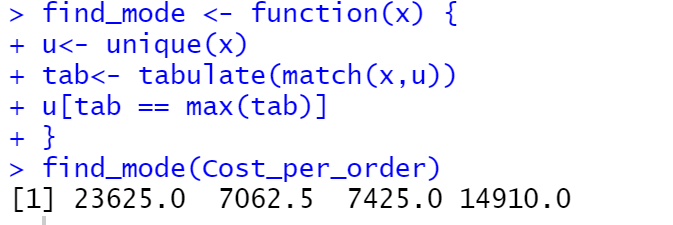 > find_mode <- function(x) {
+ u<- unique(x)
+ tab<- tabulate(match(x,u))
+ u[tab == max(tab)]
+ }
> find_mode(Cost_per_order)
[1] 23625.0  7062.5  7425.0 14910.0